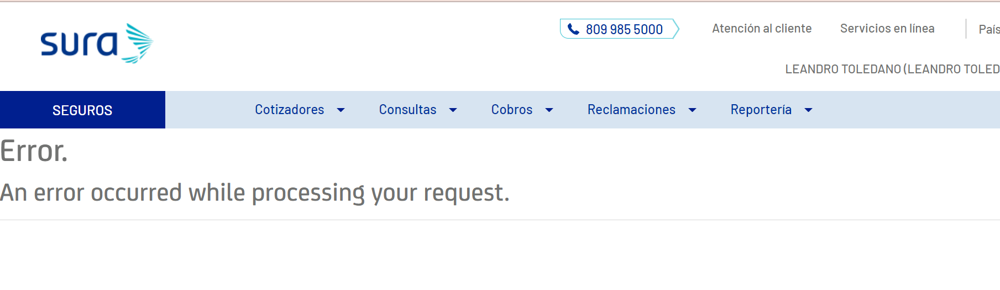 sura
809 985 5000
Atención al cliente
Servicios en línea
País
LEANDRO TOLEDANO (LEANDRO TOLED
SEGUROS
Cotizadores
Consultas
Cobros
Reclamaciones
Reportería
Error.
An error occurred while processing your request.